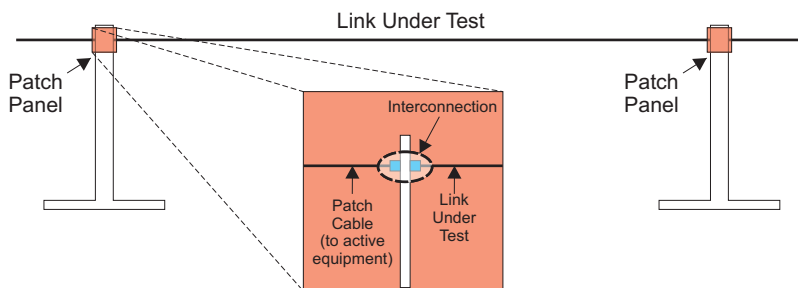 Link Under Test
Patch
Panel
Patch
Panel
Interconnection
Patch
Cable
(to active
equipment)
Link
Under
Test